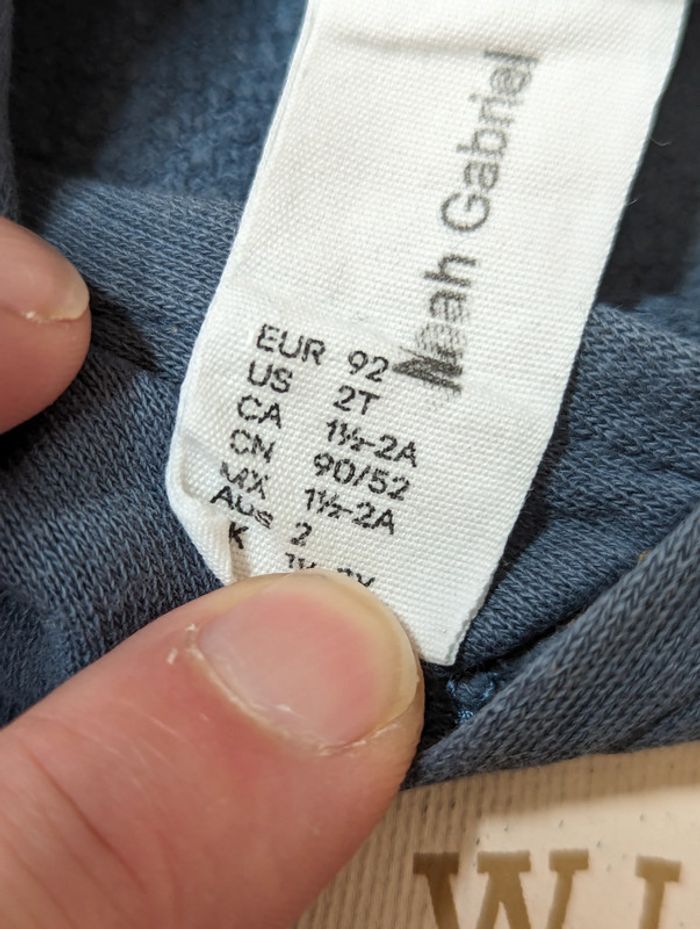 Noah Gabriel
EUR 92
US 2T
CA 1½-2A
CN 90/52
MX 1½-2A
Aus 2
WI